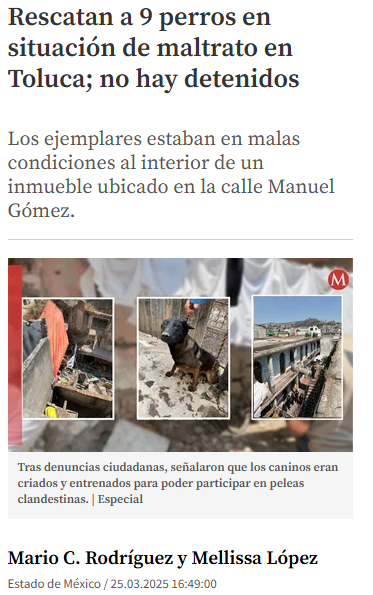 Rescatan a 9 perros en
situación de maltrato en
Toluca; no hay detenidos
Los ejemplares estaban en malas
condiciones al interior de un
inmueble ubicado en la calle Manuel
Gómez.
M
Tras denuncias ciudadanas, señalaron que los caninos eran
criados y entrenados para poder participar en peleas
clandestinas. | Especial
Mario C. Rodríguez y Mellissa López
Estado de México / 25.03.2025 16:49:00